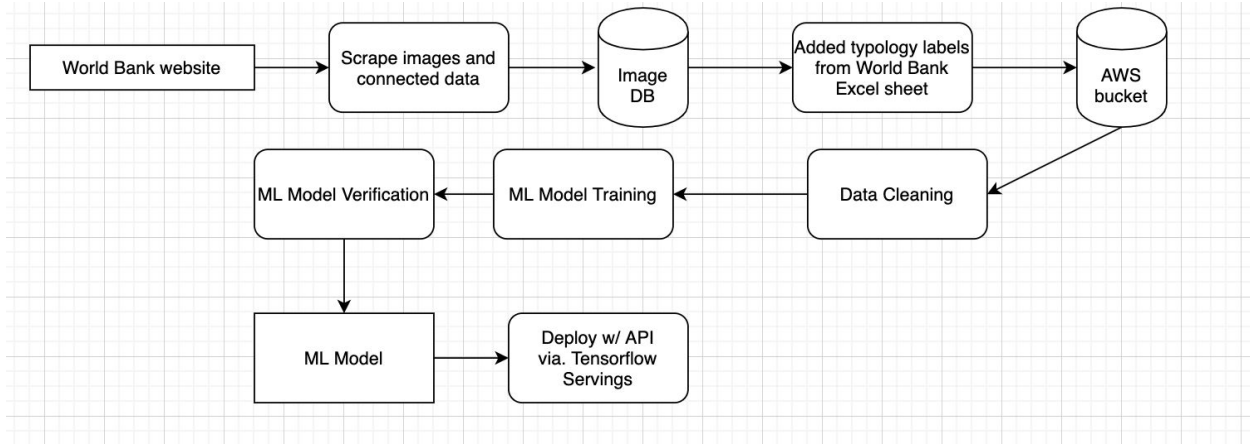 World Bank website
Scrape images and
connected data
Image
DB
Added typology labels
from World Bank
Excel sheet
AWS
bucket
ML Model Verification
ML Model Training
Data Cleaning
ML Model
Deploy w/ API
via. Tensorflow
Servings